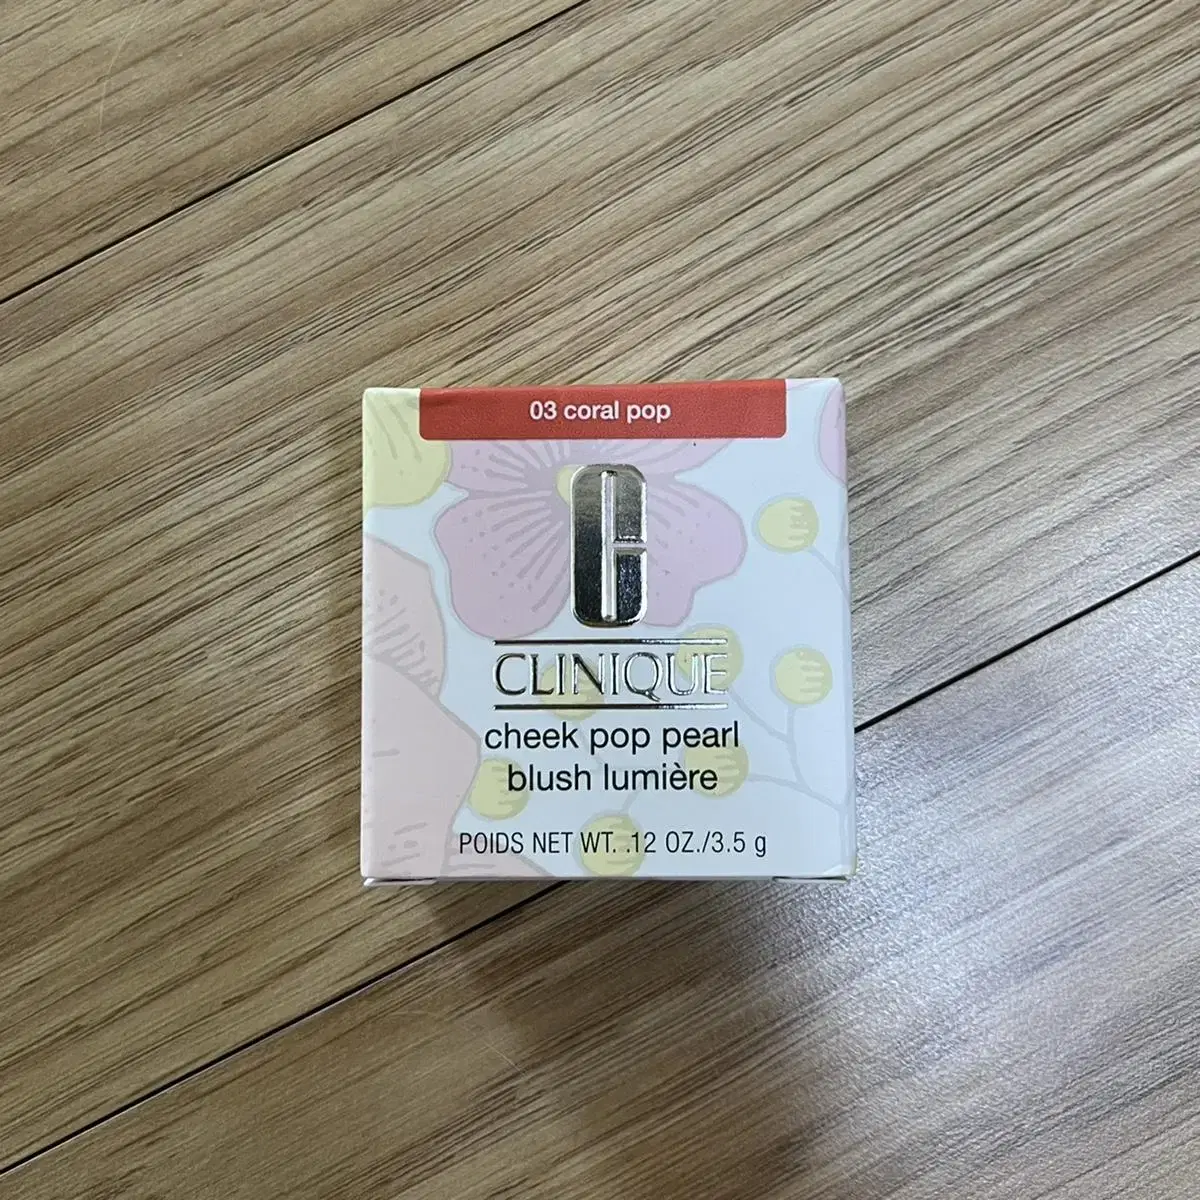 03 coral pop
CLINIQUE
cheek pop pearl
blush lumière
POIDS NET WT. .12 OZ./3.5 g